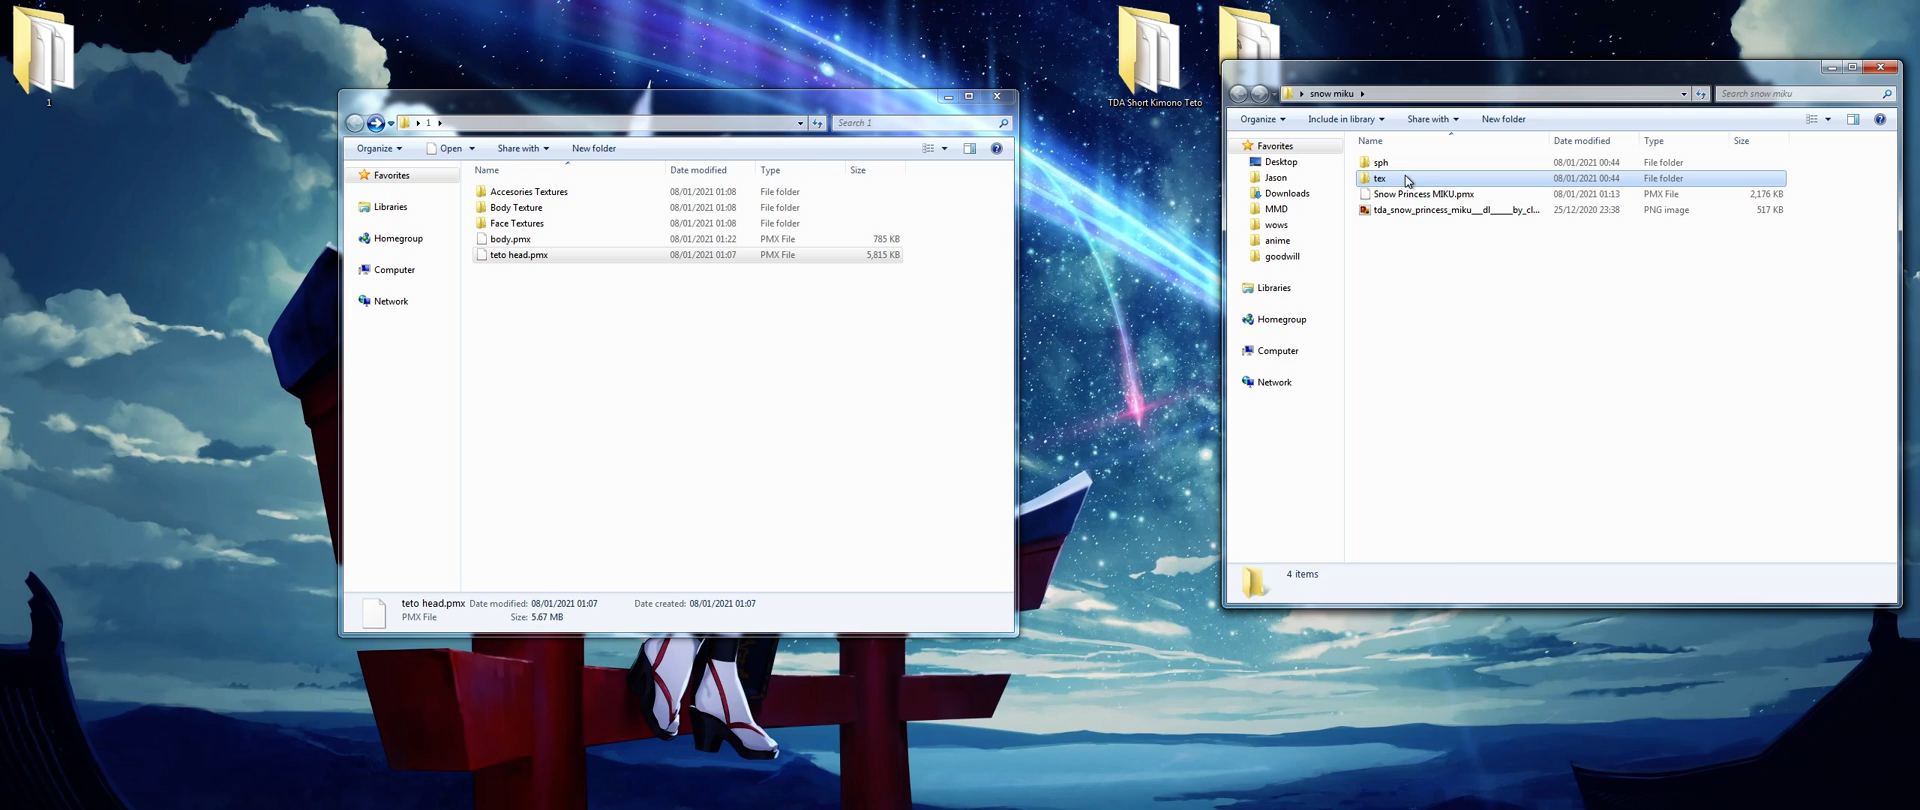 1
TDA Short Kimono Teto
1
Search 1
Organize
Open
Share with
New folder
Name
Date modified
Type
Size
Favorites
Libraries
Homegroup
Computer
Network
Accesories Textures 08/01/2021 01:08 File folder
Body Texture 08/01/2021 01:08 File folder
Face Textures 08/01/2021 01:08 File folder
body.pmx 08/01/2021 01:22 PMX File 785 KB
teto head.pmx 08/01/2021 01:07 PMX File 5,815 KB
teto head.pmx Date modified: 08/01/2021 01:07 Date created: 08/01/2021 01:07
PMX File Size: 5.67 MB
snow miku
Search snow miku
Organize
Include in library
Share with
New folder
Name
Date modified
Type
Size
Favorites
Desktop
Jason
Downloads
MMD
wows
anime
goodwill
Libraries
Homegroup
Computer
Network
sph 08/01/2021 00:44 File folder
tex 08/01/2021 00:44 File folder
Snow Princess MIKU.pmx 08/01/2021 01:13 PMX File 2,176 KB
tda_snow_princess_miku__dl_____by_cl... 25/12/2020 23:38 PNG image 517 KB
4 items